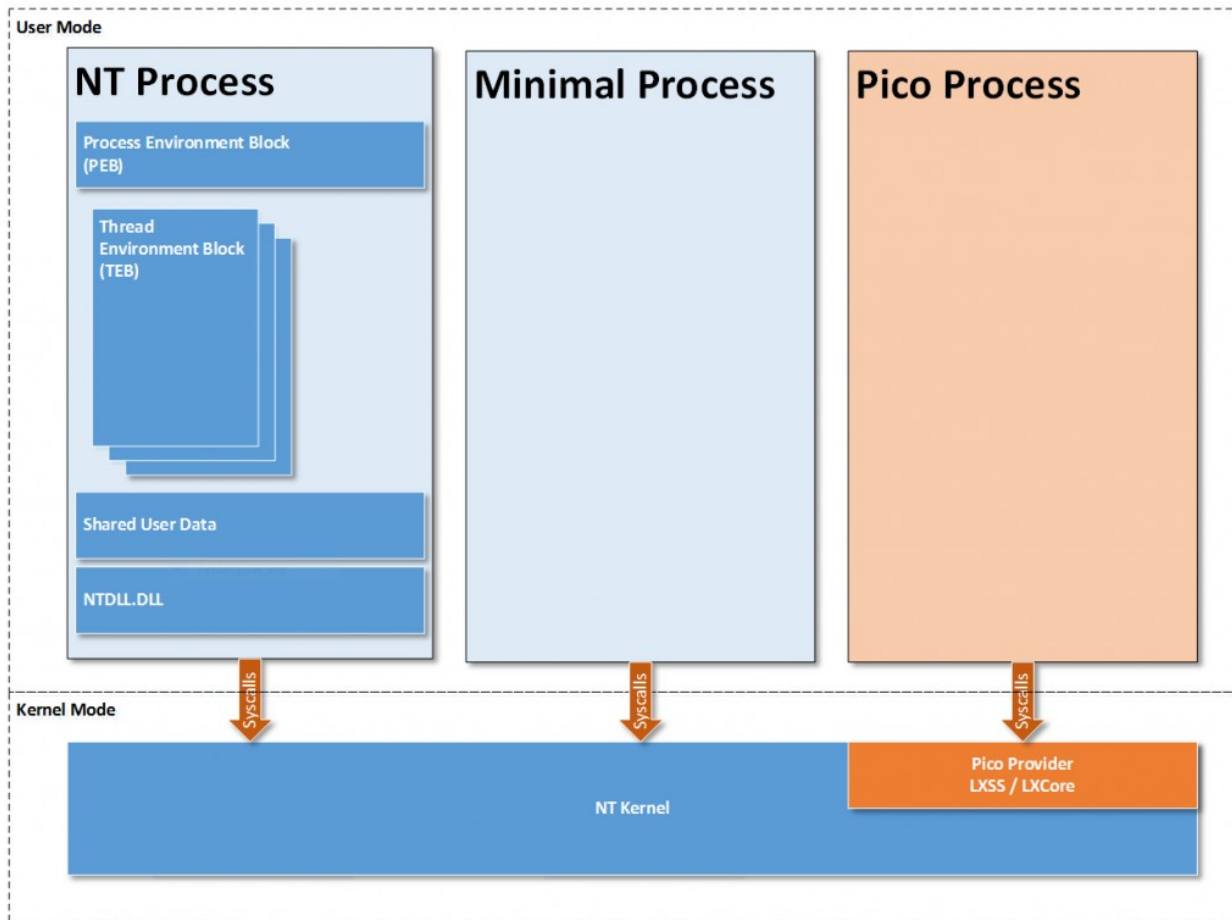 User Mode
NT Process
Process Environment Block
(PEB)
Thread
Environment Block
(TEB)
Shared User Data
NTDLL.DLL
Minimal Process
Pico Process
Syscalls
Syscalls
Syscalls
Kernel Mode
NT Kernel
Pico Provider
LXSS / LXCore